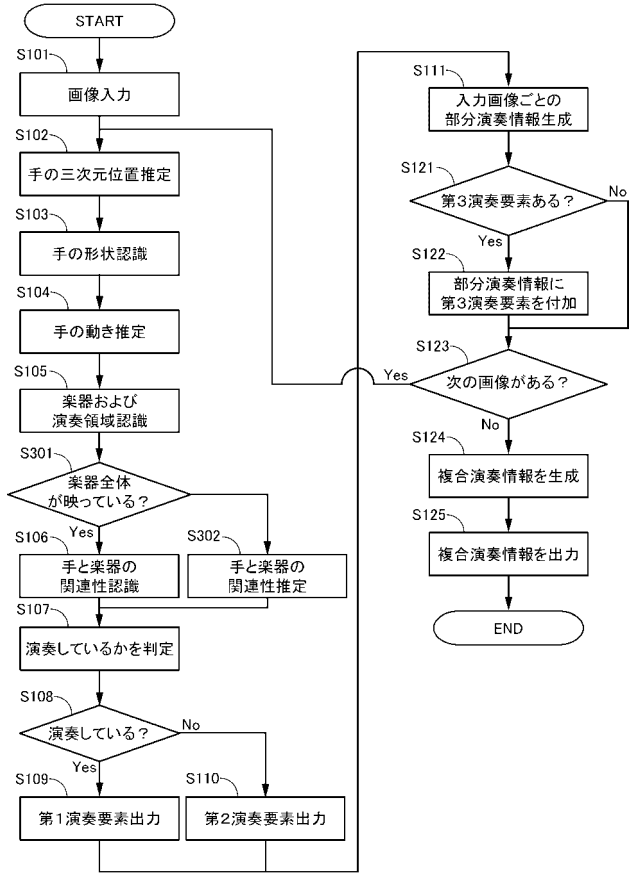 START
S101
画像入力
S102
手の三次元位置推定
S103
手の形状認識
S104
手の動き推定
S105
楽器および
演奏領域認識
S301
楽器全体
が映っている？
Yes
S106
手と楽器の
関連性認識
S302
手と楽器の
関連性推定
S107
演奏しているかを判定
S108
演奏している？
No
Yes
S109
第１演奏要素出力
S110
第２演奏要素出力
S111
入力画像ごとの
部分演奏情報生成
S121
第３演奏要素ある？
No
Yes
S122
部分演奏情報に
第３演奏要素を付加
S123
Yes
次の画像がある？
No
S124
複合演奏情報を生成
S125
複合演奏情報を出力
END